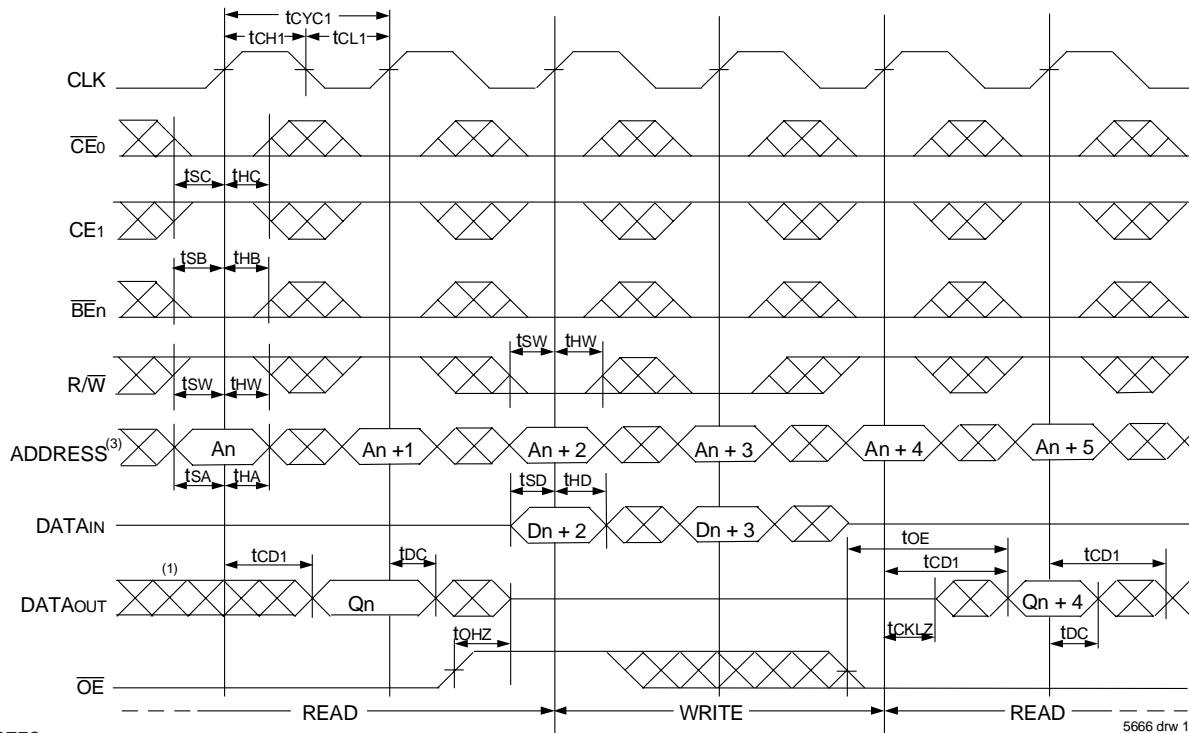 tCYC1
tCH1 tCL1
CLK
CE0
tSC tHC
CE1
tSB tHB
BEn
tSW tHW
R/W
tSW tHW
ADDRESS(3) An An +1 An + 2 An + 3 An + 4 An + 5
tSA tHA tSD tHD
DATAIN Dn + 2 Dn + 3
tOE
(1) tCD1 tDC tCD1 tCD1
DATAOUT Qn Qn + 4
tOHZ tCKLZ tDC
OE
READ WRITE READ
5666 drw 1